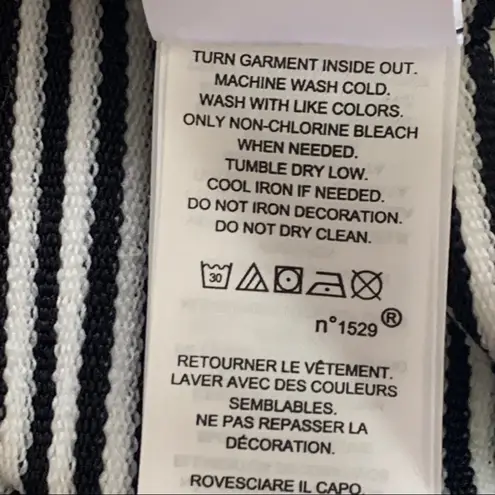 TURN GARMENT INSIDE OUT.
MACHINE WASH COLD.
WASH WITH LIKE COLORS.
ONLY NON-CHLORINE BLEACH
WHEN NEEDED.
TUMBLE DRY LOW.
COOL IRON IF NEEDED.
DO NOT IRON DECORATION.
DO NOT DRY CLEAN.
30
n°1529®
RETOURNER LE VÊTEMENT.
LAVER AVEC DES COULEURS
SEMBLABLES.
NE PAS REPASSER LA
DÉCORATION.
ROVESCIARE IL CAPO.